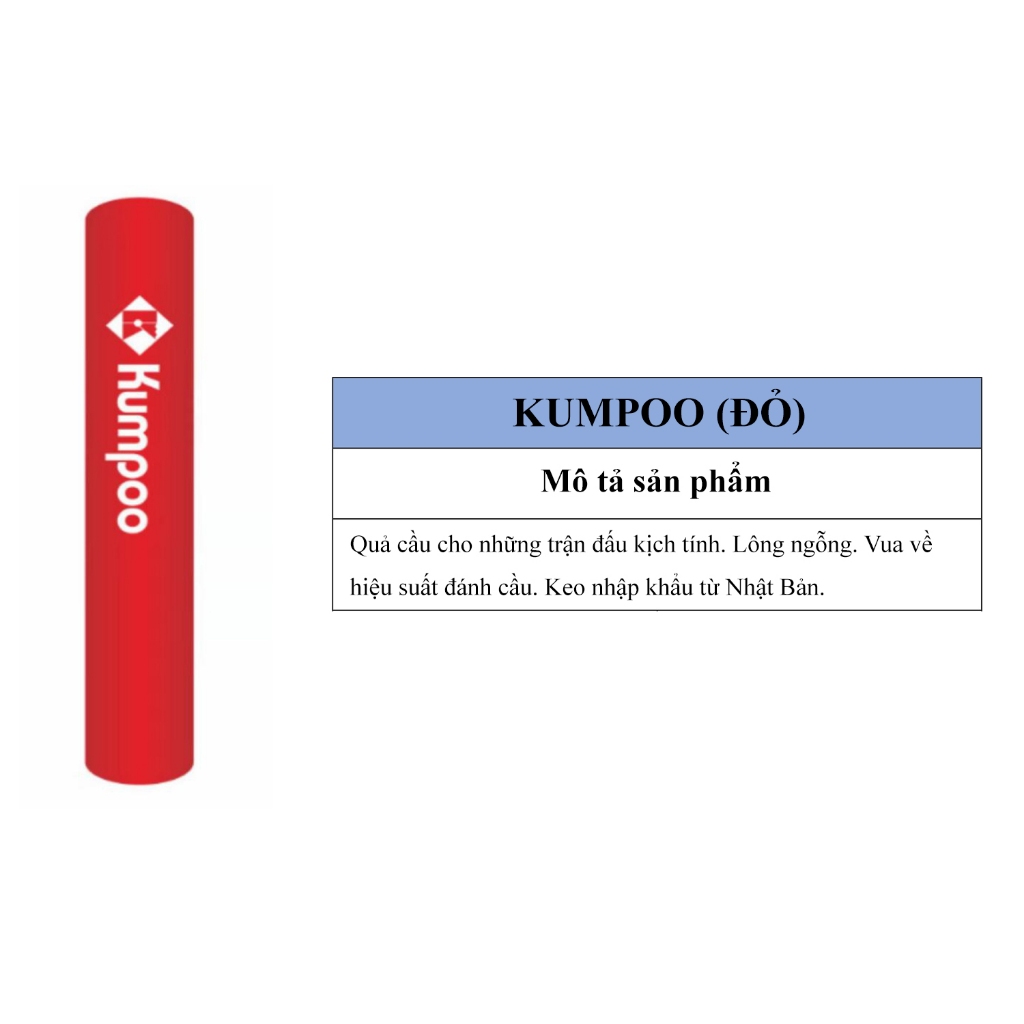 Kumpoo
KUMPOO (ĐỎ)
Mô tả sản phẩm
Quả cầu cho những trận đấu kịch tính. Lông ngỗng. Vua về
hiệu suất đánh cầu. Keo nhập khẩu từ Nhật Bản.